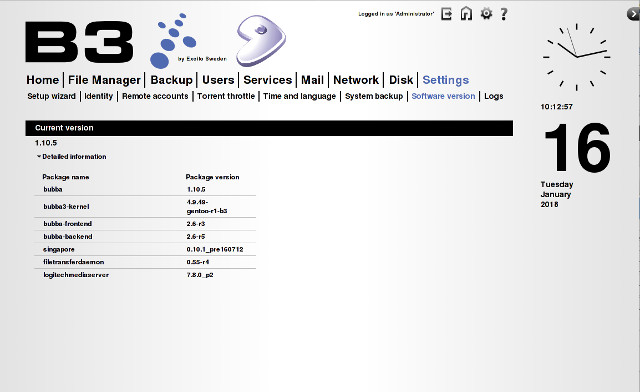 Logged in as 'Administrator'
B3
by Excito Sweden
Home | File Manager | Backup | Users | Services | Mail | Network | Disk | Settings
Setup wizard | Identity | Remote accounts | Torrent throttle | Time and language | System backup | Software version | Logs
Current version
1.10.5
Detailed information
Package name Package version
bubba 1.10.5
bubba3-kernel 4.9.49-
gentoo-r1-b3
bubba-frontend 2.6-r3
bubba-backend 2.6-r5
singapore 0.10.1_pre160712
filetransferdaemon 0.55-r4
logitechmediaserver 7.8.0_p2
10:12:57
16
Tuesday
January
2018